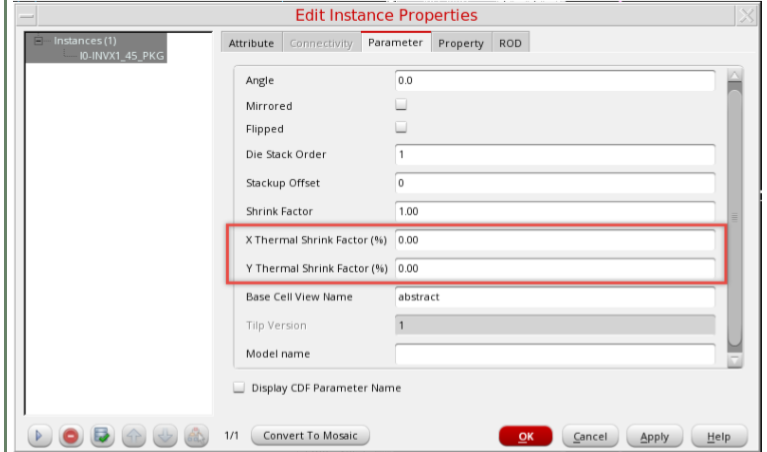 Edit Instance Properties
Instances (1)
I0-INVX1_45_PKG
Attribute Connectivity Parameter Property ROD
Angle 0.0
Mirrored
Flipped
Die Stack Order 1
Stackup Offset 0
Shrink Factor 1.00
X Thermal Shrink Factor (%) 0.00
Y Thermal Shrink Factor (%) 0.00
Base Cell View Name abstract
Tilp Version 1
Model name
Display CDF Parameter Name
1/1 Convert To Mosaic OK Cancel Apply Help